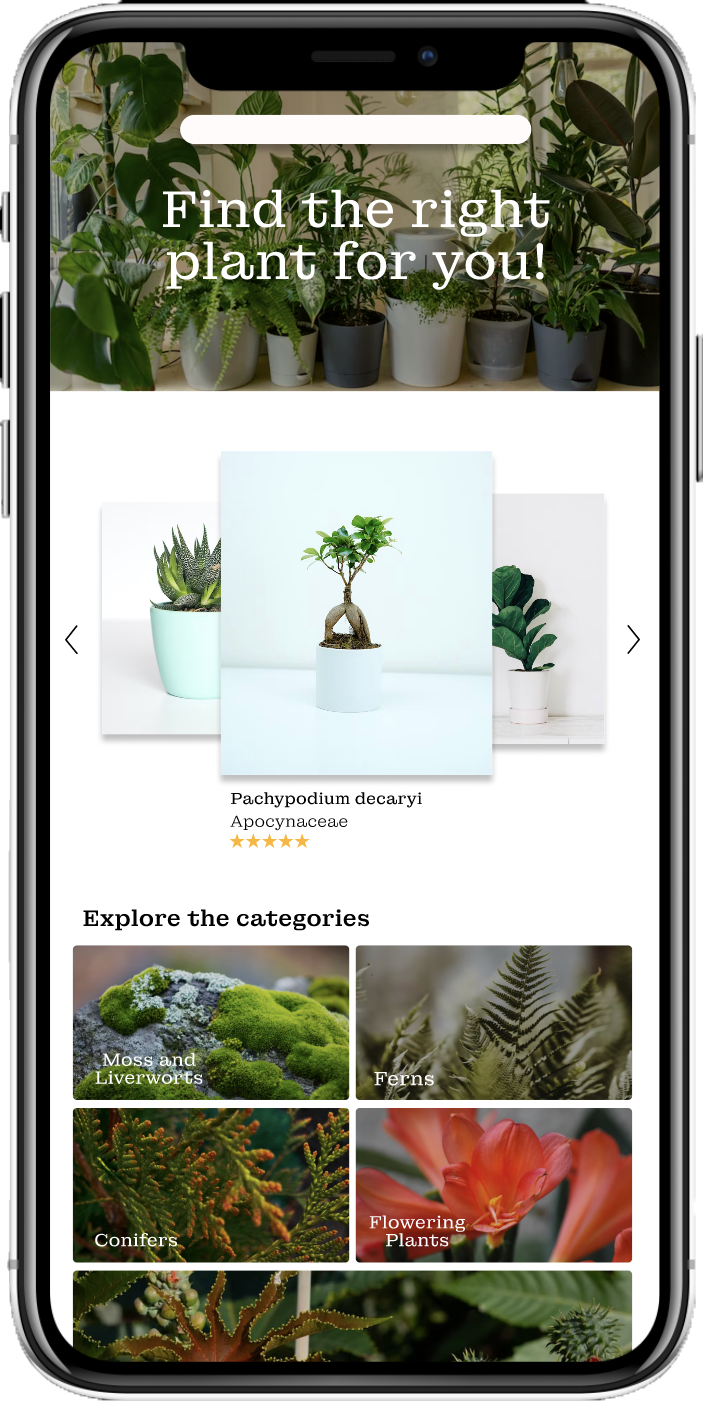 Find the right
plant for you!
Pachypodium decaryi
Apocynaceae
Explore the categories
Moss and
Liverworts
Ferns
Conifers
Flowering
Plants